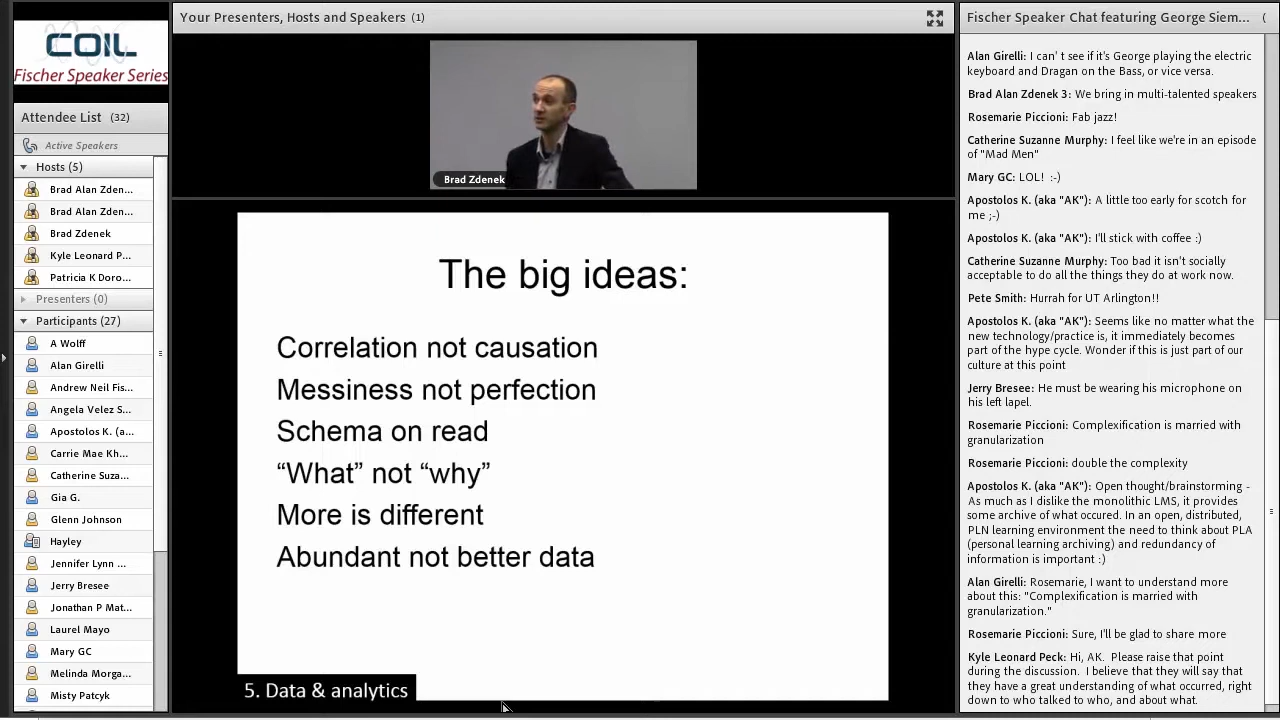 COIL
Fischer Speaker Series
Attendee List (32)
Active Speakers
Hosts (5)
Brad Alan Zden...
Brad Alan Zden...
Brad Zdenek
Kyle Leonard P...
Patricia K Doro...
Presenters (0)
Participants (27)
A Wolff
Alan Girelli
Andrew Neil Fis...
Angela Velez S...
Apostolos K. (a...
Carrie Mae Kh...
Catherine Suza...
Gia G.
Glenn Johnson
Hayley
Jennifer Lynn ...
Jerry Bresee
Jonathan P Mat...
Laurel Mayo
Mary GC
Melinda Morga...
Misty Patcyk
Your Presenters, Hosts and Speakers (1)
Brad Zdenek
The big ideas:
Correlation not causation
Messiness not perfection
Schema on read
“What” not “why”
More is different
Abundant not better data
5. Data & analytics
Fischer Speaker Chat featuring George Siem... (
Alan Girelli: I can' t see if it's George playing the electric
keyboard and Dragan on the Bass, or vice versa.
Brad Alan Zdenek 3: We bring in multi-talented speakers
Rosemarie Piccioni: Fab jazz!
Catherine Suzanne Murphy: I feel like we're in an episode
of "Mad Men"
Mary GC: LOL! :-)
Apostolos K. (aka "AK"): A little too early for scotch for
me ;-)
Apostolos K. (aka "AK"): I'll stick with coffee :)
Catherine Suzanne Murphy: Too bad it isn't socially
acceptable to do all the things they do at work now.
Pete Smith: Hurrah for UT Arlington!!
Apostolos K. (aka "AK"): Seems like no matter what the
new technology/practice is, it immediately becomes
part of the hype cycle. Wonder if this is just part of our
culture at this point
Jerry Bresee: He must be wearing his microphone on
his left lapel.
Rosemarie Piccioni: Complexification is married with
granularization
Rosemarie Piccioni: double the complexity
Apostolos K. (aka "AK"): Open thought/brainstorming -
As much as I dislike the monolithic LMS, it provides
some archive of what occured. In an open, distributed,
PLN learning environment the need to think about PLA
(personal learning archiving) and redundancy of
information is important :)
Alan Girelli: Rosemarie, I want to understand more
about this: "Complexification is married with
granularization."
Rosemarie Piccioni: Sure, I'll be glad to share more
Kyle Leonard Peck: Hi, AK. Please raise that point
during the discussion. I believe that they will say that
they have a great understanding of what occurred, right
down to who talked to who, and about what.